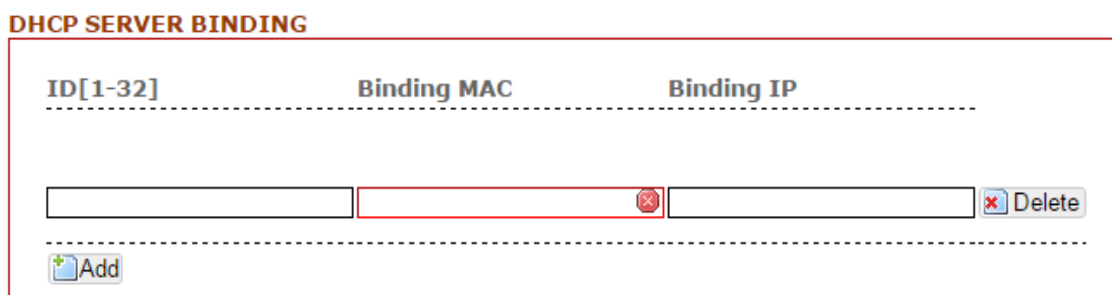 DHCP SERVER BINDING
ID[1-32] Binding MAC Binding IP
Delete
Add